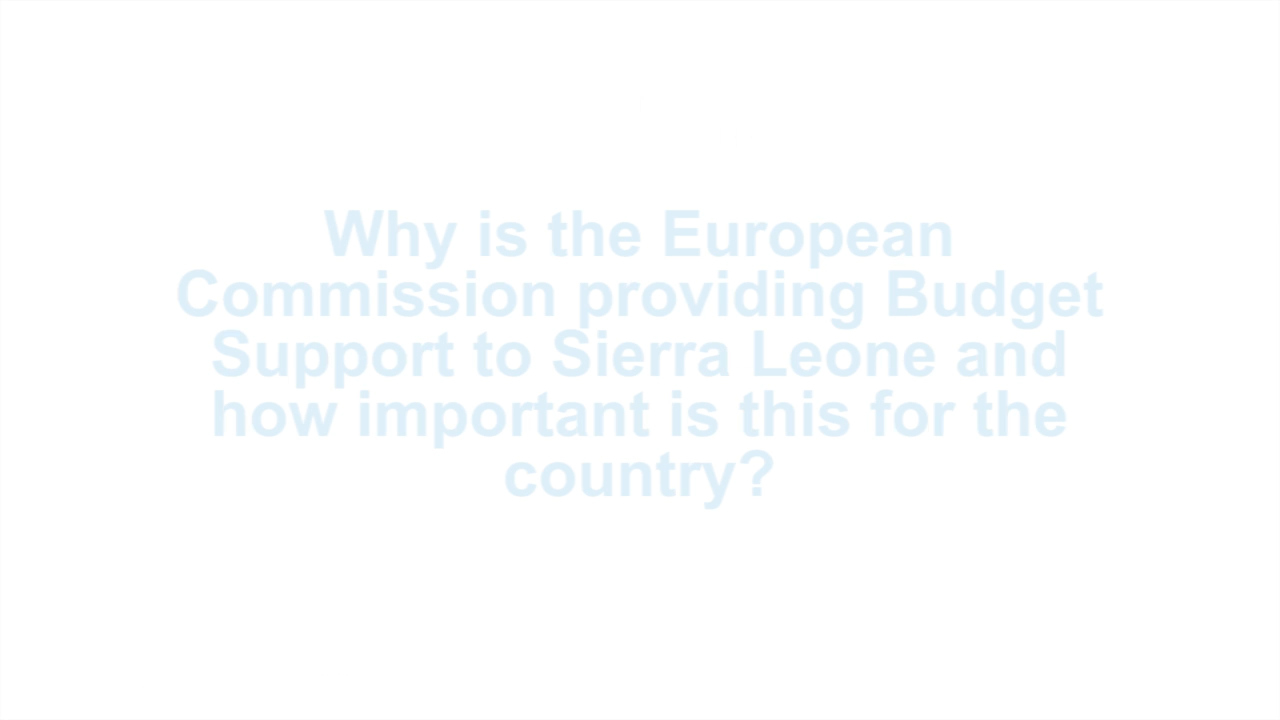 Why is the European
Commission providing Budget
Support to Sierra Leone and
how important is this for the
country?